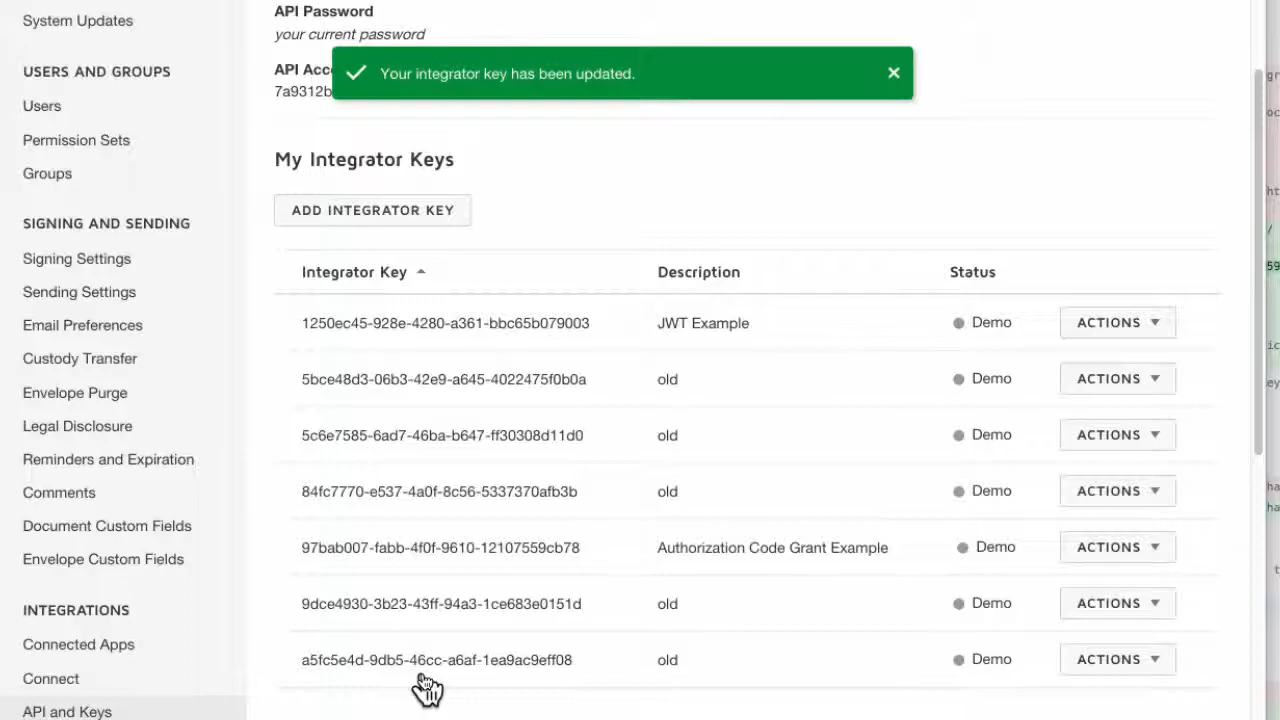 System Updates
USERS AND GROUPS
Users
Permission Sets
Groups
SIGNING AND SENDING
Signing Settings
Sending Settings
Email Preferences
Custody Transfer
Envelope Purge
Legal Disclosure
Reminders and Expiration
Comments
Document Custom Fields
Envelope Custom Fields
INTEGRATIONS
Connected Apps
Connect
API and Keys
API Password
your current password
API Acc
7a9312b
Your integrator key has been updated.
My Integrator Keys
ADD INTEGRATOR KEY
Integrator Key Description Status
1250ec45-928e-4280-a361-bbc65b079003 JWT Example Demo ACTIONS
5bce48d3-06b3-42e9-a645-4022475f0b0a old Demo ACTIONS
5c6e7585-6ad7-46ba-b647-ff30308d11d0 old Demo ACTIONS
84fc7770-e537-4a0f-8c56-5337370afb3b old Demo ACTIONS
97bab007-fabb-4f0f-9610-12107559cb78 Authorization Code Grant Example Demo ACTIONS
9dce4930-3b23-43ff-94a3-1ce683e0151d old Demo ACTIONS
a5fc5e4d-9db5-46cc-a6af-1ea9ac9eff08 old Demo ACTIONS